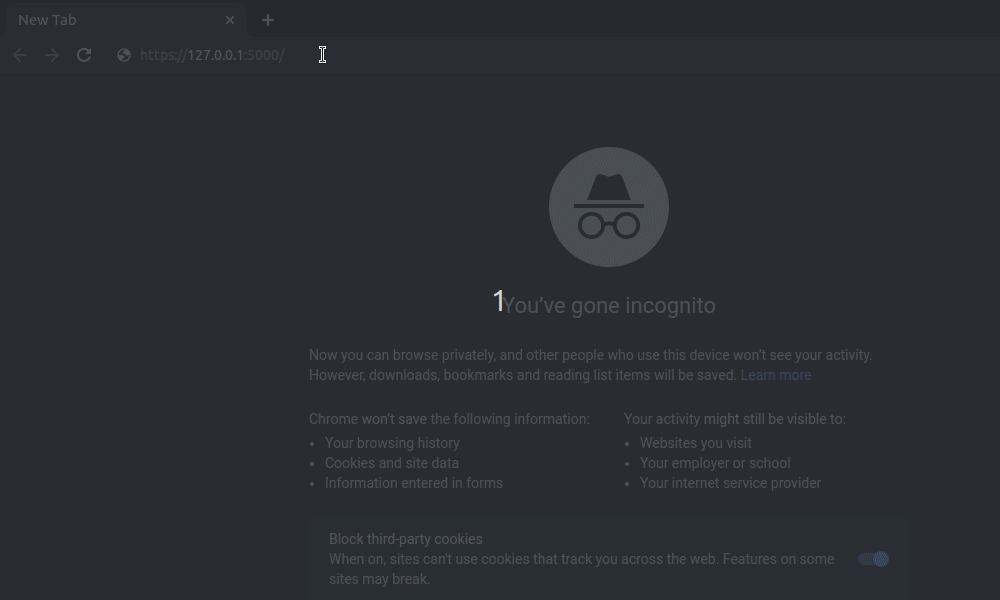 New Tab
https://127.0.0.1:5000/
1
You've gone incognito
Now you can browse privately, and other people who use this device won't see your activity.
However, downloads, bookmarks and reading list items will be saved. Learn more
Chrome won't save the following information:
• Your browsing history
• Cookies and site data
• Information entered in forms
Your activity might still be visible to:
• Websites you visit
• Your employer or school
• Your internet service provider
Block third-party cookies
When on, sites can't use cookies that track you across the web. Features on some
sites may break.